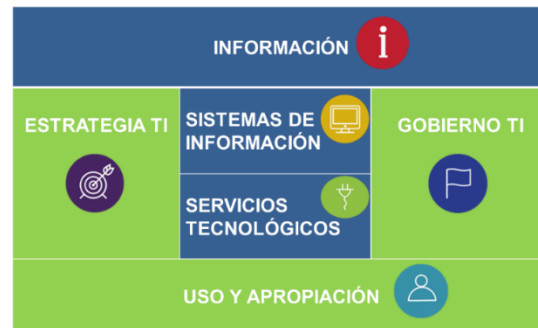 INFORMACIÓN
i
ESTRATEGIA TI
SISTEMAS DE
INFORMACIÓN
GOBIERNO TI
SERVICIOS
TECNOLÓGICOS
USO Y APROPIACIÓN